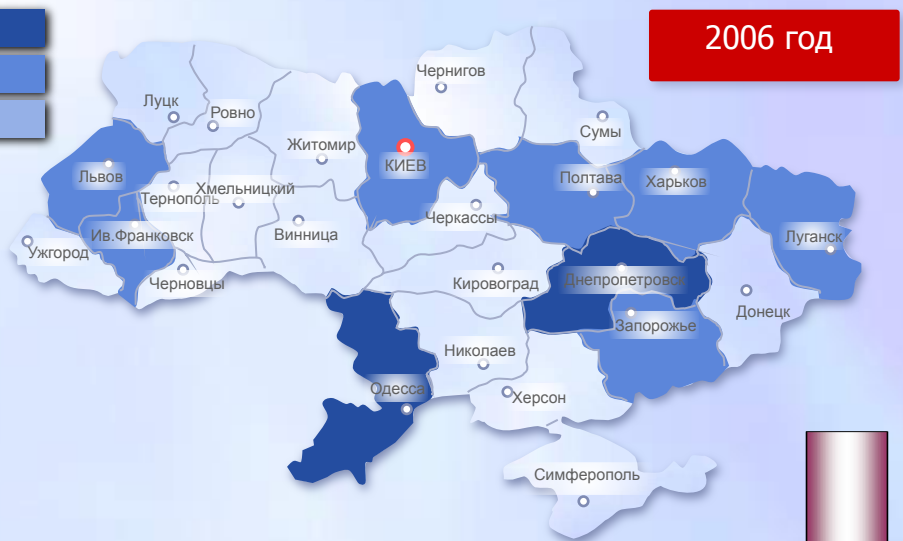 2006 год
Чернигов
Луцк
Ровно
Сумы
Житомир
КИЕВ
Львов
Полтава
Харьков
Тернополь
Хмельницкий
Черкассы
Ив.Франковск
Винница
Луганск
Ужгород
Черновцы
Кировоград
Днепропетровск
Донецк
Запорожье
Николаев
Одесса
Херсон
Симферополь